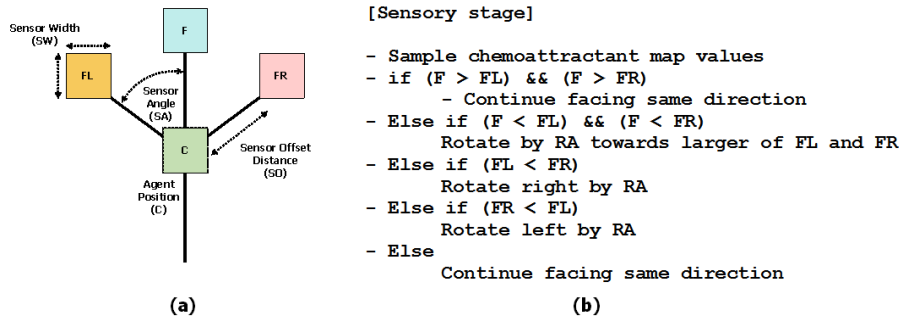 Sensor Width
(SW)
F
FL
FR
Sensor
Angle
(SA)
C
Sensor Offset
Distance
(SO)
Agent
Position
(C)
(a)
[Sensory stage]
- Sample chemoattractant map values
- if (F > FL) && (F > FR)
- Continue facing same direction
- Else if (F < FL) && (F < FR)
Rotate by RA towards larger of FL and FR
- Else if (FL < FR)
Rotate right by RA
- Else if (FR < FL)
Rotate left by RA
- Else
Continue facing same direction
(b)